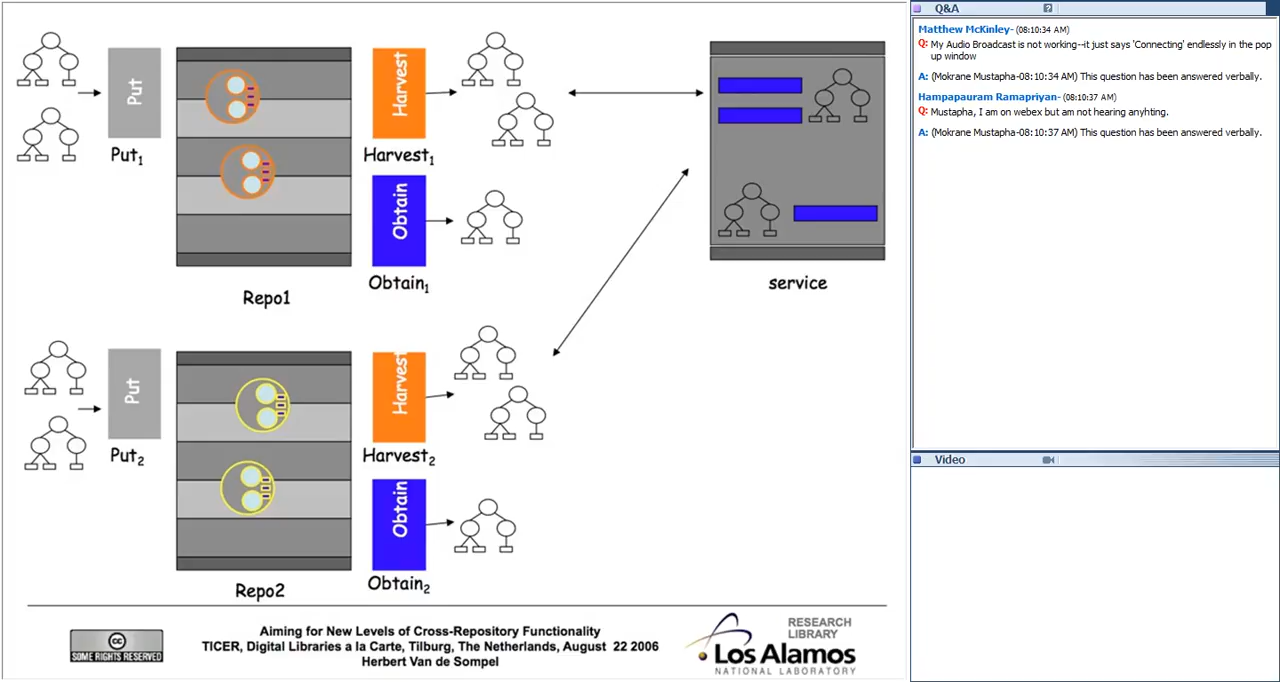 Put
Put1
Harvest
Harvest1
Obtain
Obtain1
Repo1
service
Put
Put2
Harvest
Harvest2
Obtain
Obtain2
Repo2
cc
SOME RIGHTS RESERVED
Aiming for New Levels of Cross-Repository Functionality
TICER, Digital Libraries a la Carte, Tilburg, The Netherlands, August 22 2006
Herbert Van de Sompel
RESEARCH
LIBRARY
Los Alamos
NATIONAL LABORATORY
Q&A
?
Matthew McKinley- (08:10:34 AM)
Q: My Audio Broadcast is not working--it just says 'Connecting' endlessly in the pop
up window
A: (Mokrane Mustapha-08:10:34 AM) This question has been answered verbally.
Hampapauram Ramapriyan- (08:10:37 AM)
Q: Mustapha, I am on webex but am not hearing anyhting.
A: (Mokrane Mustapha-08:10:37 AM) This question has been answered verbally.
Video